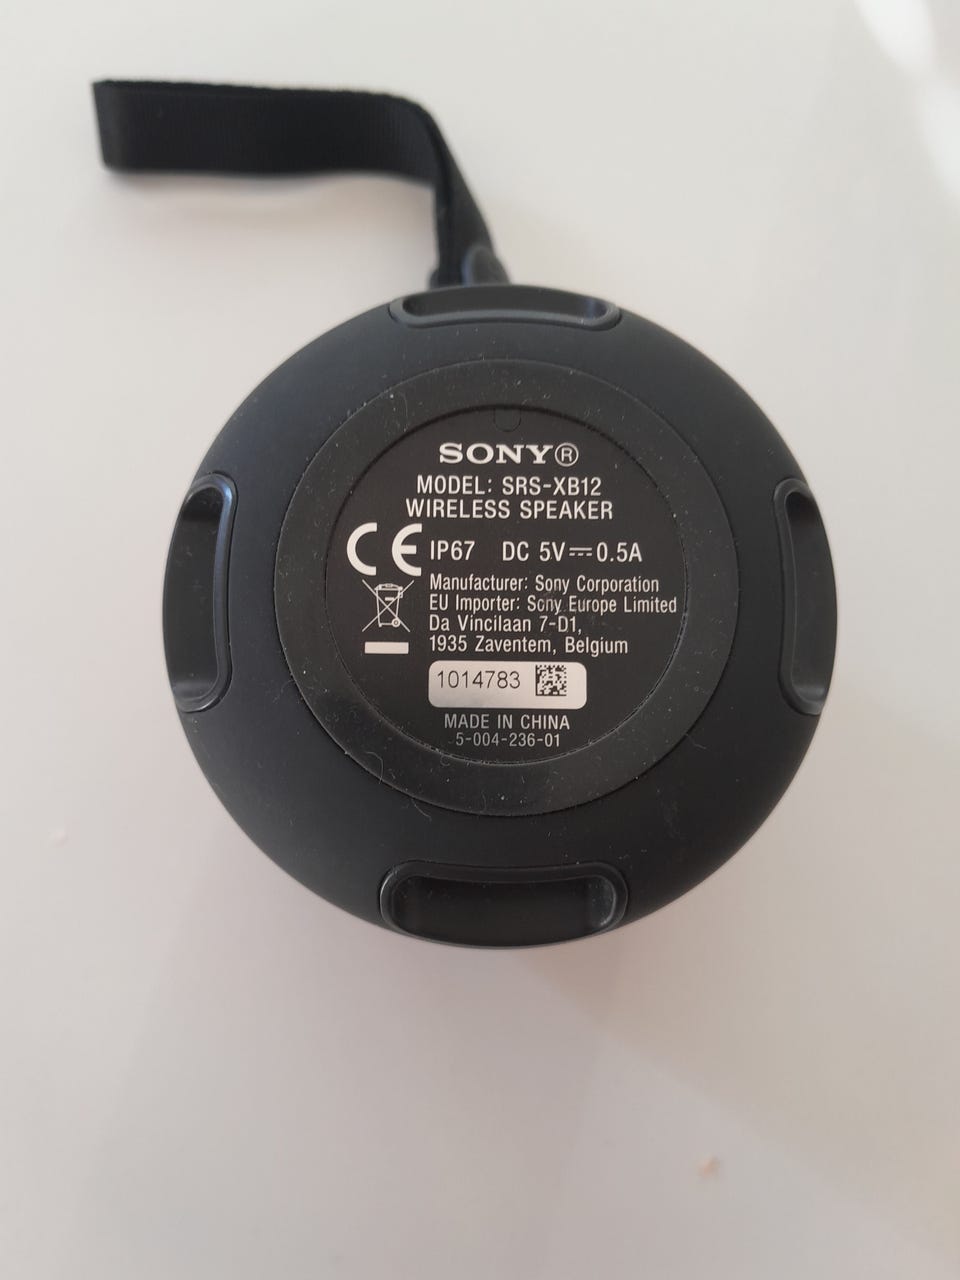 SONY®
MODEL: SRS-XB12
WIRELESS SPEAKER
CE IP67 DC 5V⎓0.5A
Manufacturer: Sony Corporation
EU Importer: Sony Europe Limited
Da Vincilaan 7-D1,
1935 Zaventem, Belgium
1014783
MADE IN CHINA
5-004-236-01